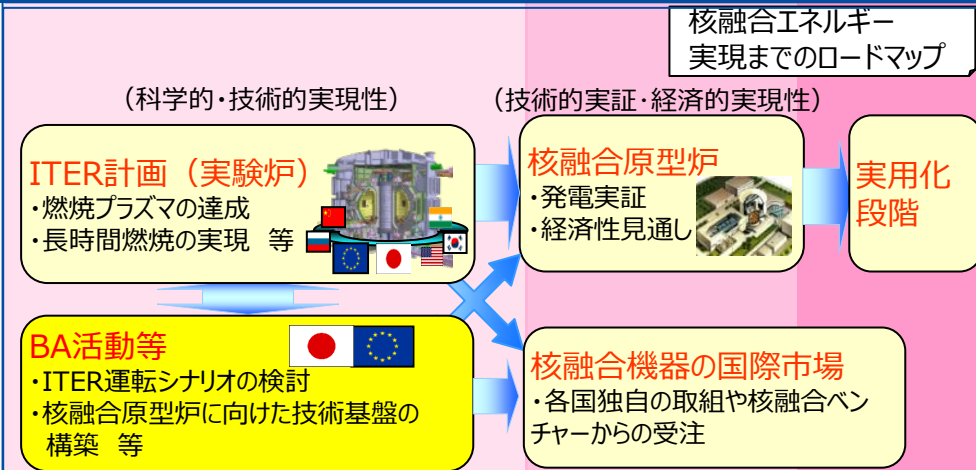 核融合エネルギー
実現までのロードマップ
(科学的・技術的実現性)
(技術的実証・経済的実現性)
ITER計画（実験炉）
・燃焼プラズマの達成
・長時間燃焼の実現 等
核融合原型炉
・発電実証
・経済性見通し
実用化
段階
BA活動等
・ITER運転シナリオの検討
・核融合原型炉に向けた技術基盤の
構築 等
核融合機器の国際市場
・各国独自の取組や核融合ベン
チャーからの受注